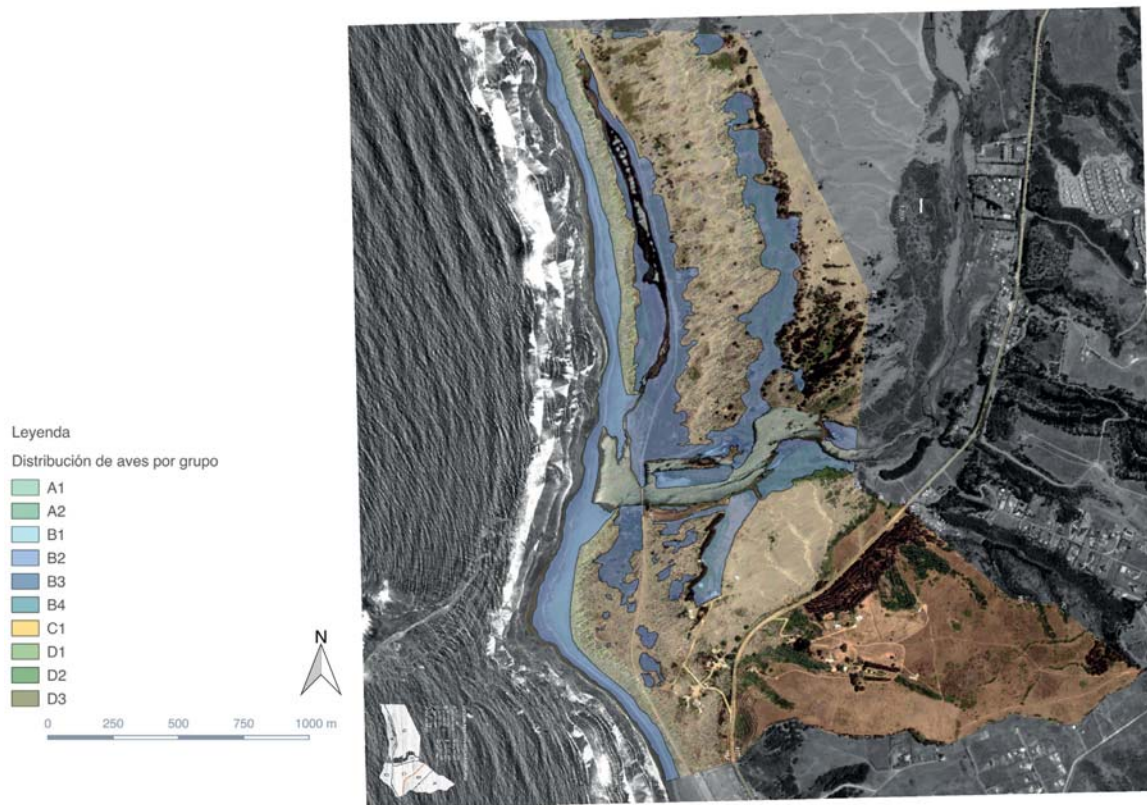 Leyenda
Distribución de aves por grupo
A1
A2
B1
B2
B3
B4
C1
D1
D2
D3
N
0 250 500 750 1000 m